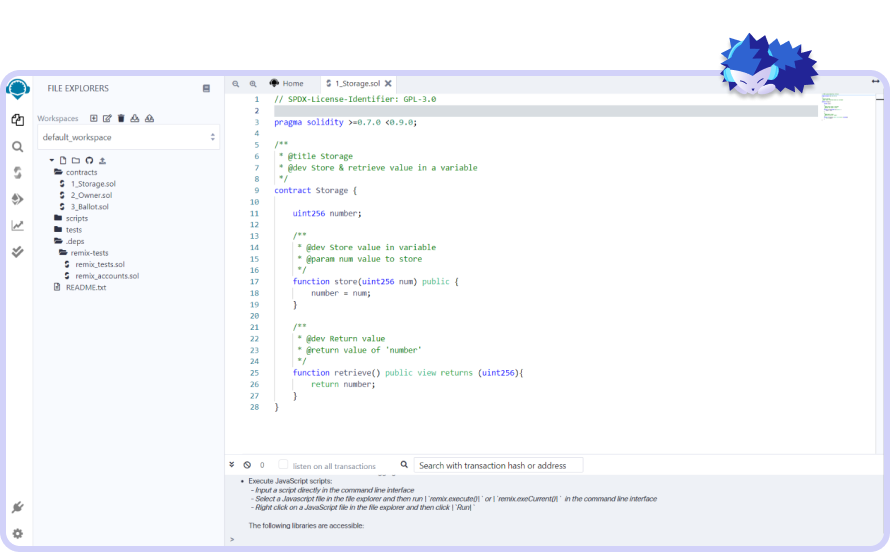 FILE EXPLORERS
Workspaces
default_workspace
contracts
1_Storage.sol
2_Owner.sol
3_Ballot.sol
scripts
tests
.deps
remix-tests
remix_tests.sol
remix_accounts.sol
README.txt
Home
1_Storage.sol
1 // SPDX-License-Identifier: GPL-3.0
2
3 pragma solidity >=0.7.0 <0.9.0;
4
5 /**
6 * @title Storage
7 * @dev Store & retrieve value in a variable
8 */
9 contract Storage {
10
11 uint256 number;
12
13 /**
14 * @dev Store value in variable
15 * @param num value to store
16 */
17 function store(uint256 num) public {
18 number = num;
19 }
20
21 /**
22 * @dev Return value
23 * @return value of 'number'
24 */
25 function retrieve() public view returns (uint256){
26 return number;
27 }
28 }
0 listen on all transactions Search with transaction hash or address
• Execute JavaScript scripts:
- Input a script directly in the command line interface
- Select a Javascript file in the file explorer and then run \`remix.execute()\` or \`remix.exeCurrent()\` in the command line interface
- Right click on a JavaScript file in the file explorer and then click \`Run\`
The following libraries are accessible:
>